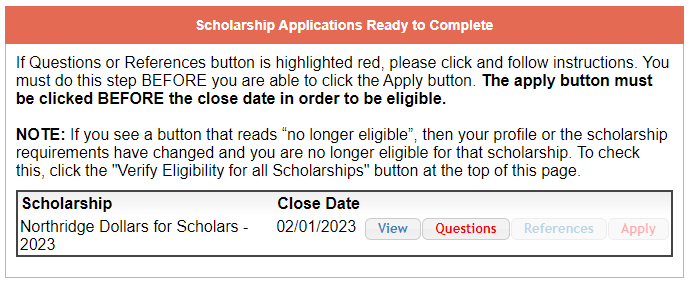 Scholarship Applications Ready to Complete
If Questions or References button is highlighted red, please click and follow instructions. You
must do this step BEFORE you are able to click the Apply button. The apply button must
be clicked BEFORE the close date in order to be eligible.
NOTE: If you see a button that reads “no longer eligible”, then your profile or the scholarship
requirements have changed and you are no longer eligible for that scholarship. To check
this, click the "Verify Eligibility for all Scholarships" button at the top of this page.
Scholarship Close Date
Northridge Dollars for Scholars - 02/01/2023 View Questions References Apply
2023